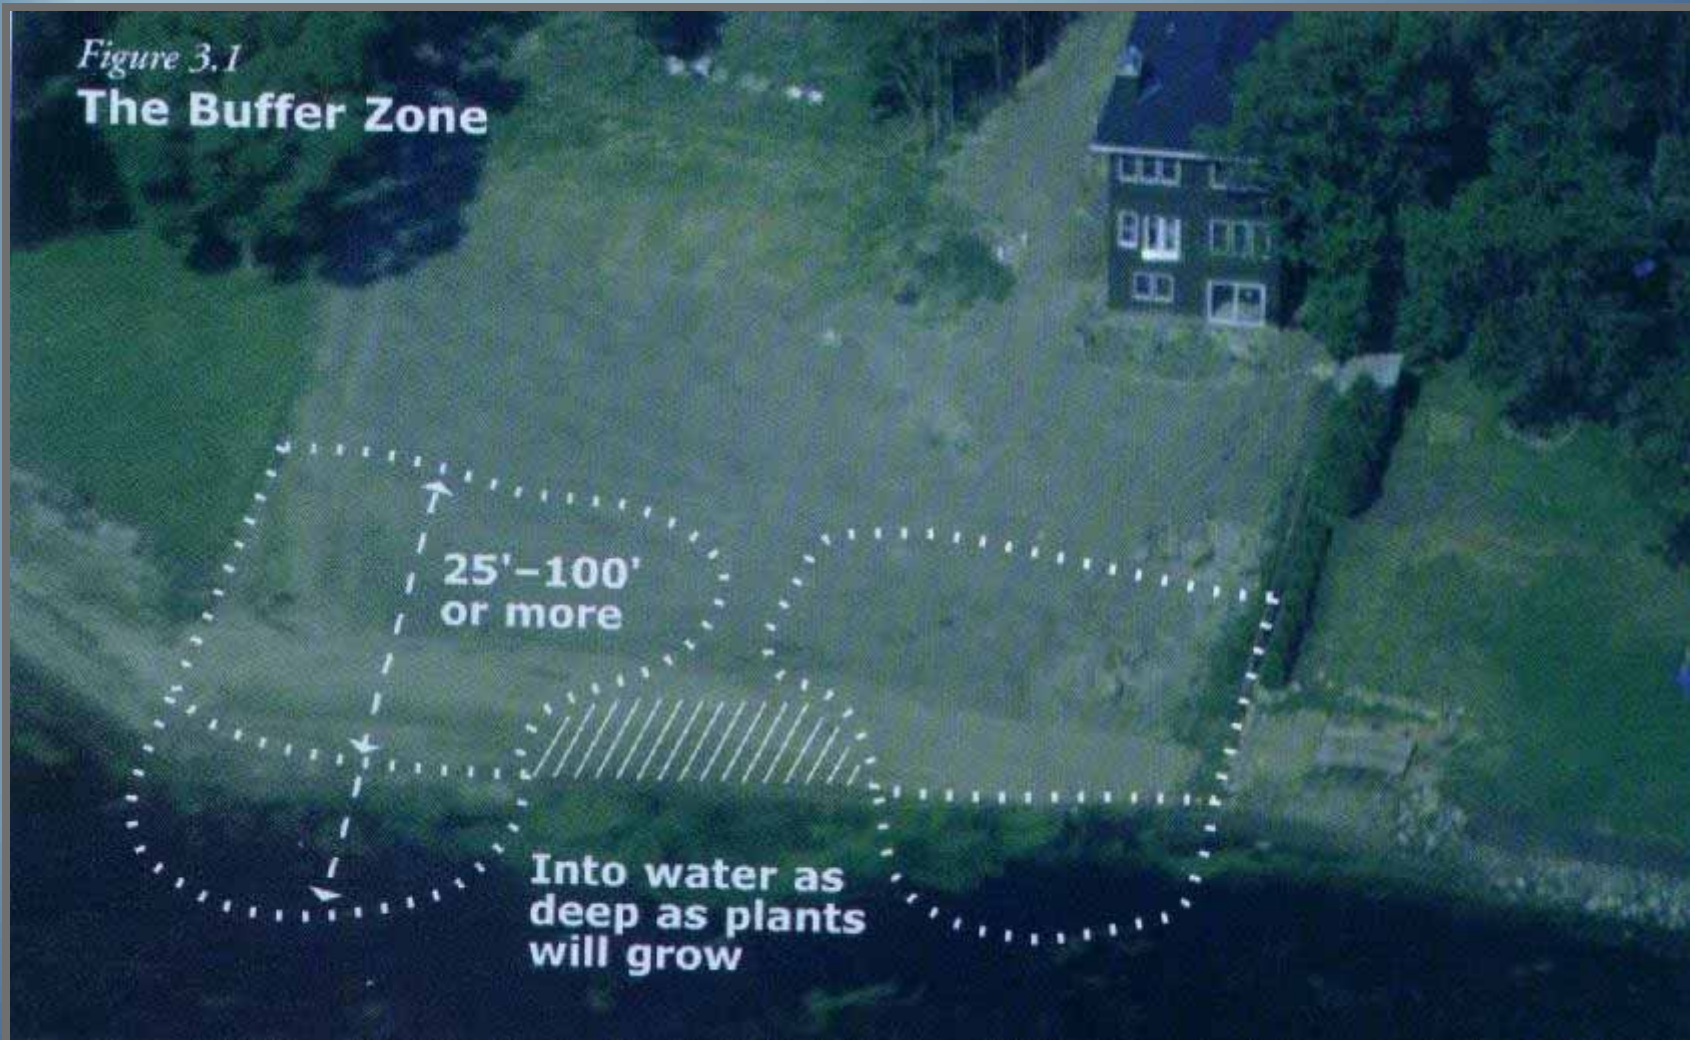 Figure 3.1
The Buffer Zone
25'–100'
or more
Into water as
deep as plants
will grow